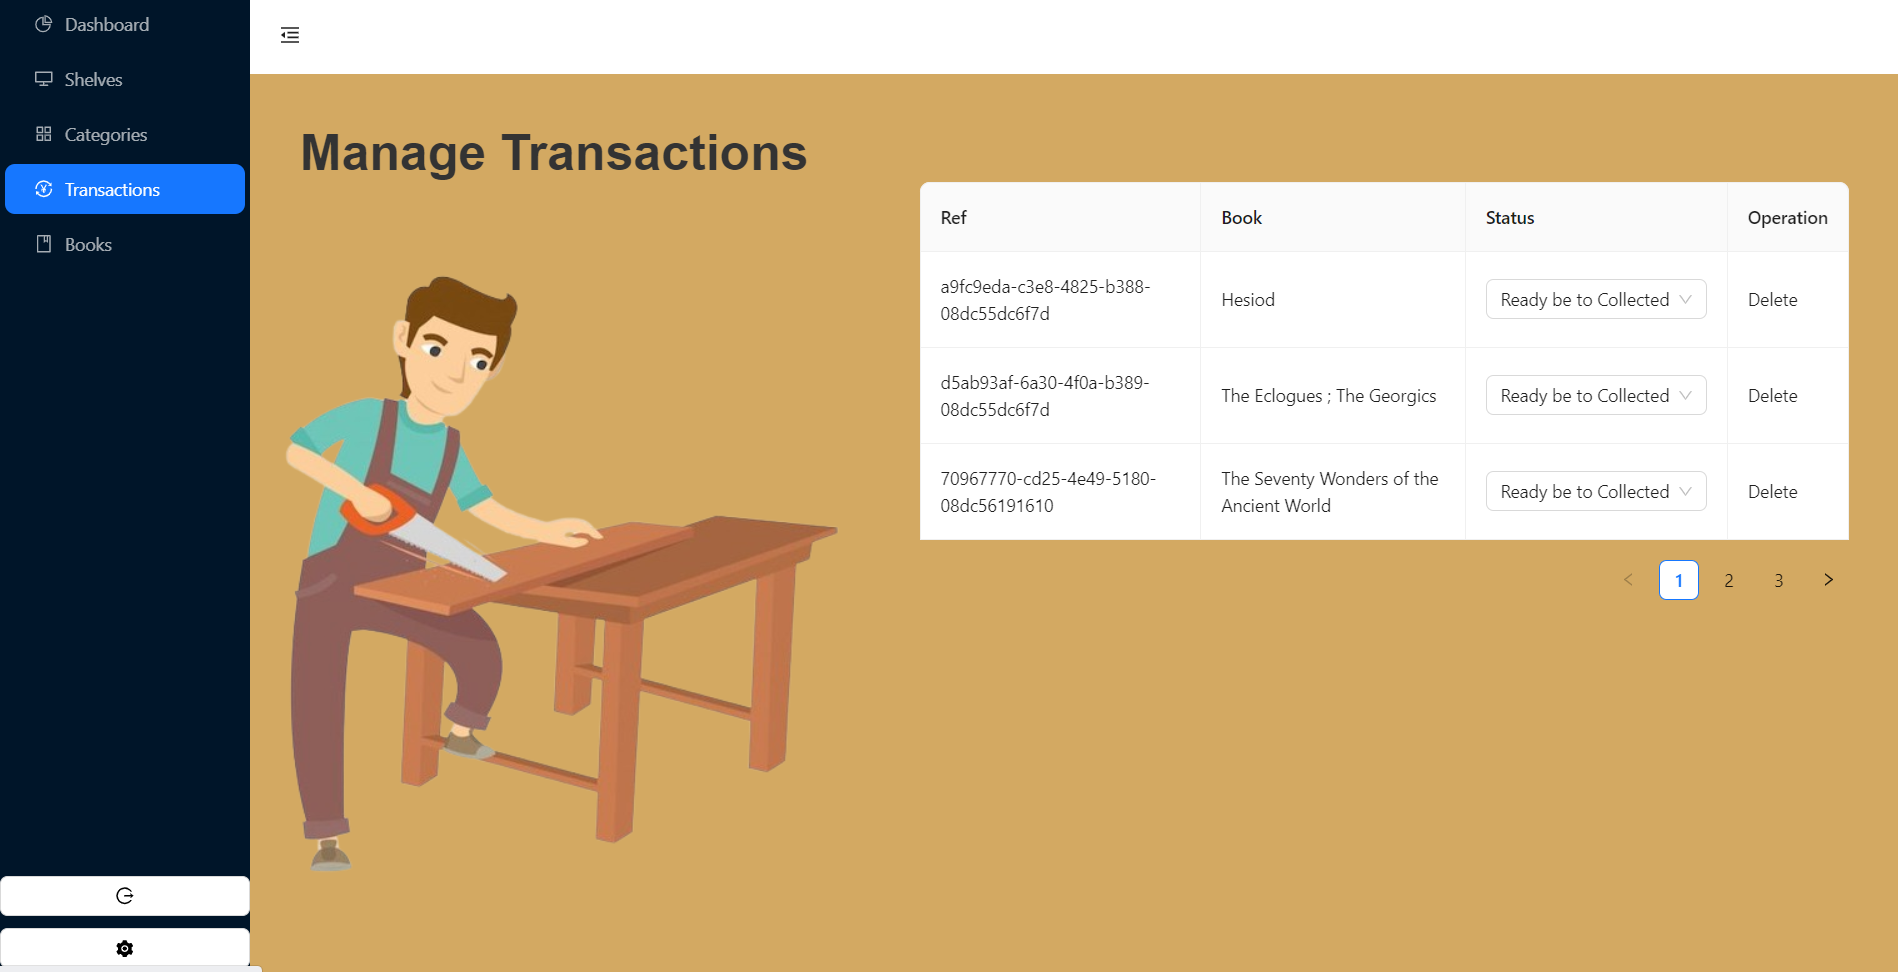 Dashboard
Shelves
Categories
Transactions
Books
Manage Transactions
Ref Book Status Operation
a9fc9eda-c3e8-4825-b388-
08dc55dc6f7d
Hesiod
Ready be to Collected
Delete
d5ab93af-6a30-4f0a-b389-
08dc55dc6f7d
The Eclogues ; The Georgics
Ready be to Collected
Delete
70967770-cd25-4e49-5180-
08dc56191610
The Seventy Wonders of the
Ancient World
Ready be to Collected
Delete
1 2 3